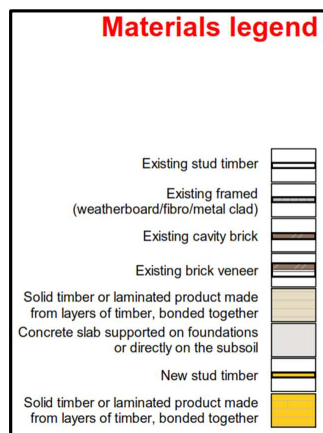 Materials legend
Existing stud timber
Existing framed
(weatherboard/fibro/metal clad)
Existing cavity brick
Existing brick veneer
Solid timber or laminated product made
from layers of timber, bonded together
Concrete slab supported on foundations
or directly on the subsoil
New stud timber
Solid timber or laminated product made
from layers of timber, bonded together